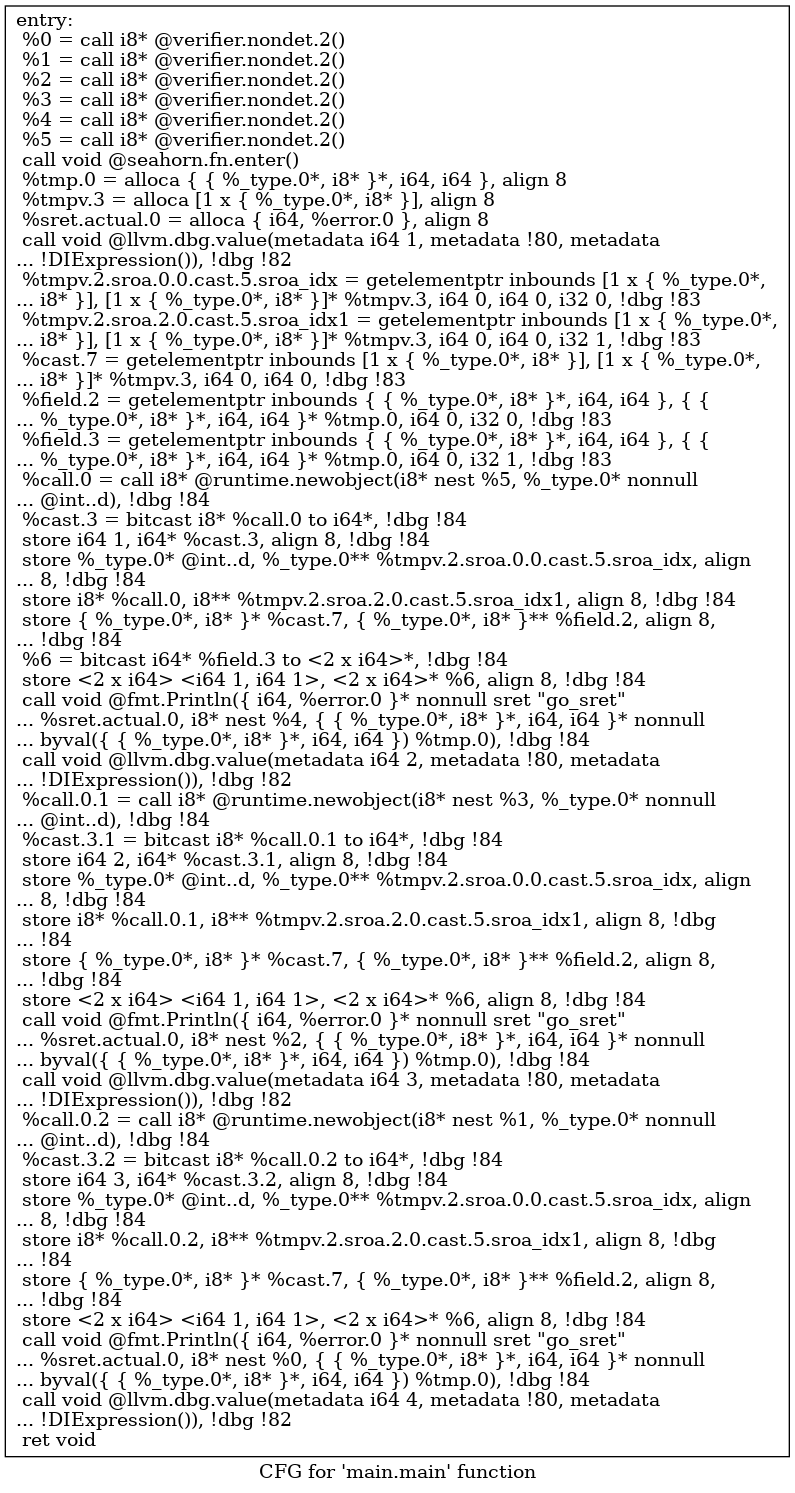 entry:
%0 = call i8* @verifier.nondet.2()
%1 = call i8* @verifier.nondet.2()
%2 = call i8* @verifier.nondet.2()
%3 = call i8* @verifier.nondet.2()
%4 = call i8* @verifier.nondet.2()
%5 = call i8* @verifier.nondet.2()
call void @seahorn.fn.enter()
%tmp.0 = alloca { { %_type.0*, i8* }*, i64, i64 }, align 8
%tmpv.3 = alloca [1 x { %_type.0*, i8* }], align 8
%sret.actual.0 = alloca { i64, %error.0 }, align 8
call void @llvm.dbg.value(metadata i64 1, metadata !80, metadata
... !DIExpression()), !dbg !82
%tmpv.2.sroa.0.0.cast.5.sroa_idx = getelementptr inbounds [1 x { %_type.0*,
... i8* }], [1 x { %_type.0*, i8* }]* %tmpv.3, i64 0, i64 0, i32 0, !dbg !83
%tmpv.2.sroa.2.0.cast.5.sroa_idx1 = getelementptr inbounds [1 x { %_type.0*,
... i8* }], [1 x { %_type.0*, i8* }]* %tmpv.3, i64 0, i64 0, i32 1, !dbg !83
%cast.7 = getelementptr inbounds [1 x { %_type.0*, i8* }], [1 x { %_type.0*,
... i8* }]* %tmpv.3, i64 0, i64 0, !dbg !83
%field.2 = getelementptr inbounds { { %_type.0*, i8* }*, i64, i64 }, { {
... %_type.0*, i8* }*, i64, i64 }* %tmp.0, i64 0, i32 0, !dbg !83
%field.3 = getelementptr inbounds { { %_type.0*, i8* }*, i64, i64 }, { {
... %_type.0*, i8* }*, i64, i64 }* %tmp.0, i64 0, i32 1, !dbg !83
%call.0 = call i8* @runtime.newobject(i8* nest %5, %_type.0* nonnull
... @int..d), !dbg !84
%cast.3 = bitcast i8* %call.0 to i64*, !dbg !84
store i64 1, i64* %cast.3, align 8, !dbg !84
store %_type.0* @int..d, %_type.0** %tmpv.2.sroa.0.0.cast.5.sroa_idx, align
... 8, !dbg !84
store i8* %call.0, i8** %tmpv.2.sroa.2.0.cast.5.sroa_idx1, align 8, !dbg !84
store { %_type.0*, i8* }* %cast.7, { %_type.0*, i8* }** %field.2, align 8,
... !dbg !84
%6 = bitcast i64* %field.3 to <2 x i64>*, !dbg !84
store <2 x i64> <i64 1, i64 1>, <2 x i64>* %6, align 8, !dbg !84
call void @fmt.Println({ i64, %error.0 }* nonnull sret "go_sret"
... %sret.actual.0, i8* nest %4, { { %_type.0*, i8* }*, i64, i64 }* nonnull
... byval({ { %_type.0*, i8* }*, i64, i64 }) %tmp.0), !dbg !84
call void @llvm.dbg.value(metadata i64 2, metadata !80, metadata
... !DIExpression()), !dbg !82
%call.0.1 = call i8* @runtime.newobject(i8* nest %3, %_type.0* nonnull
... @int..d), !dbg !84
%cast.3.1 = bitcast i8* %call.0.1 to i64*, !dbg !84
store i64 2, i64* %cast.3.1, align 8, !dbg !84
store %_type.0* @int..d, %_type.0** %tmpv.2.sroa.0.0.cast.5.sroa_idx, align
... 8, !dbg !84
store i8* %call.0.1, i8** %tmpv.2.sroa.2.0.cast.5.sroa_idx1, align 8, !dbg
... !84
store { %_type.0*, i8* }* %cast.7, { %_type.0*, i8* }** %field.2, align 8,
... !dbg !84
store <2 x i64> <i64 1, i64 1>, <2 x i64>* %6, align 8, !dbg !84
call void @fmt.Println({ i64, %error.0 }* nonnull sret "go_sret"
... %sret.actual.0, i8* nest %2, { { %_type.0*, i8* }*, i64, i64 }* nonnull
... byval({ { %_type.0*, i8* }*, i64, i64 }) %tmp.0), !dbg !84
call void @llvm.dbg.value(metadata i64 3, metadata !80, metadata
... !DIExpression()), !dbg !82
%call.0.2 = call i8* @runtime.newobject(i8* nest %1, %_type.0* nonnull
... @int..d), !dbg !84
%cast.3.2 = bitcast i8* %call.0.2 to i64*, !dbg !84
store i64 3, i64* %cast.3.2, align 8, !dbg !84
store %_type.0* @int..d, %_type.0** %tmpv.2.sroa.0.0.cast.5.sroa_idx, align
... 8, !dbg !84
store i8* %call.0.2, i8** %tmpv.2.sroa.2.0.cast.5.sroa_idx1, align 8, !dbg
... !84
store { %_type.0*, i8* }* %cast.7, { %_type.0*, i8* }** %field.2, align 8,
... !dbg !84
store <2 x i64> <i64 1, i64 1>, <2 x i64>* %6, align 8, !dbg !84
call void @fmt.Println({ i64, %error.0 }* nonnull sret "go_sret"
... %sret.actual.0, i8* nest %0, { { %_type.0*, i8* }*, i64, i64 }* nonnull
... byval({ { %_type.0*, i8* }*, i64, i64 }) %tmp.0), !dbg !84
call void @llvm.dbg.value(metadata i64 4, metadata !80, metadata
... !DIExpression()), !dbg !82
ret void
CFG for 'main.main' function